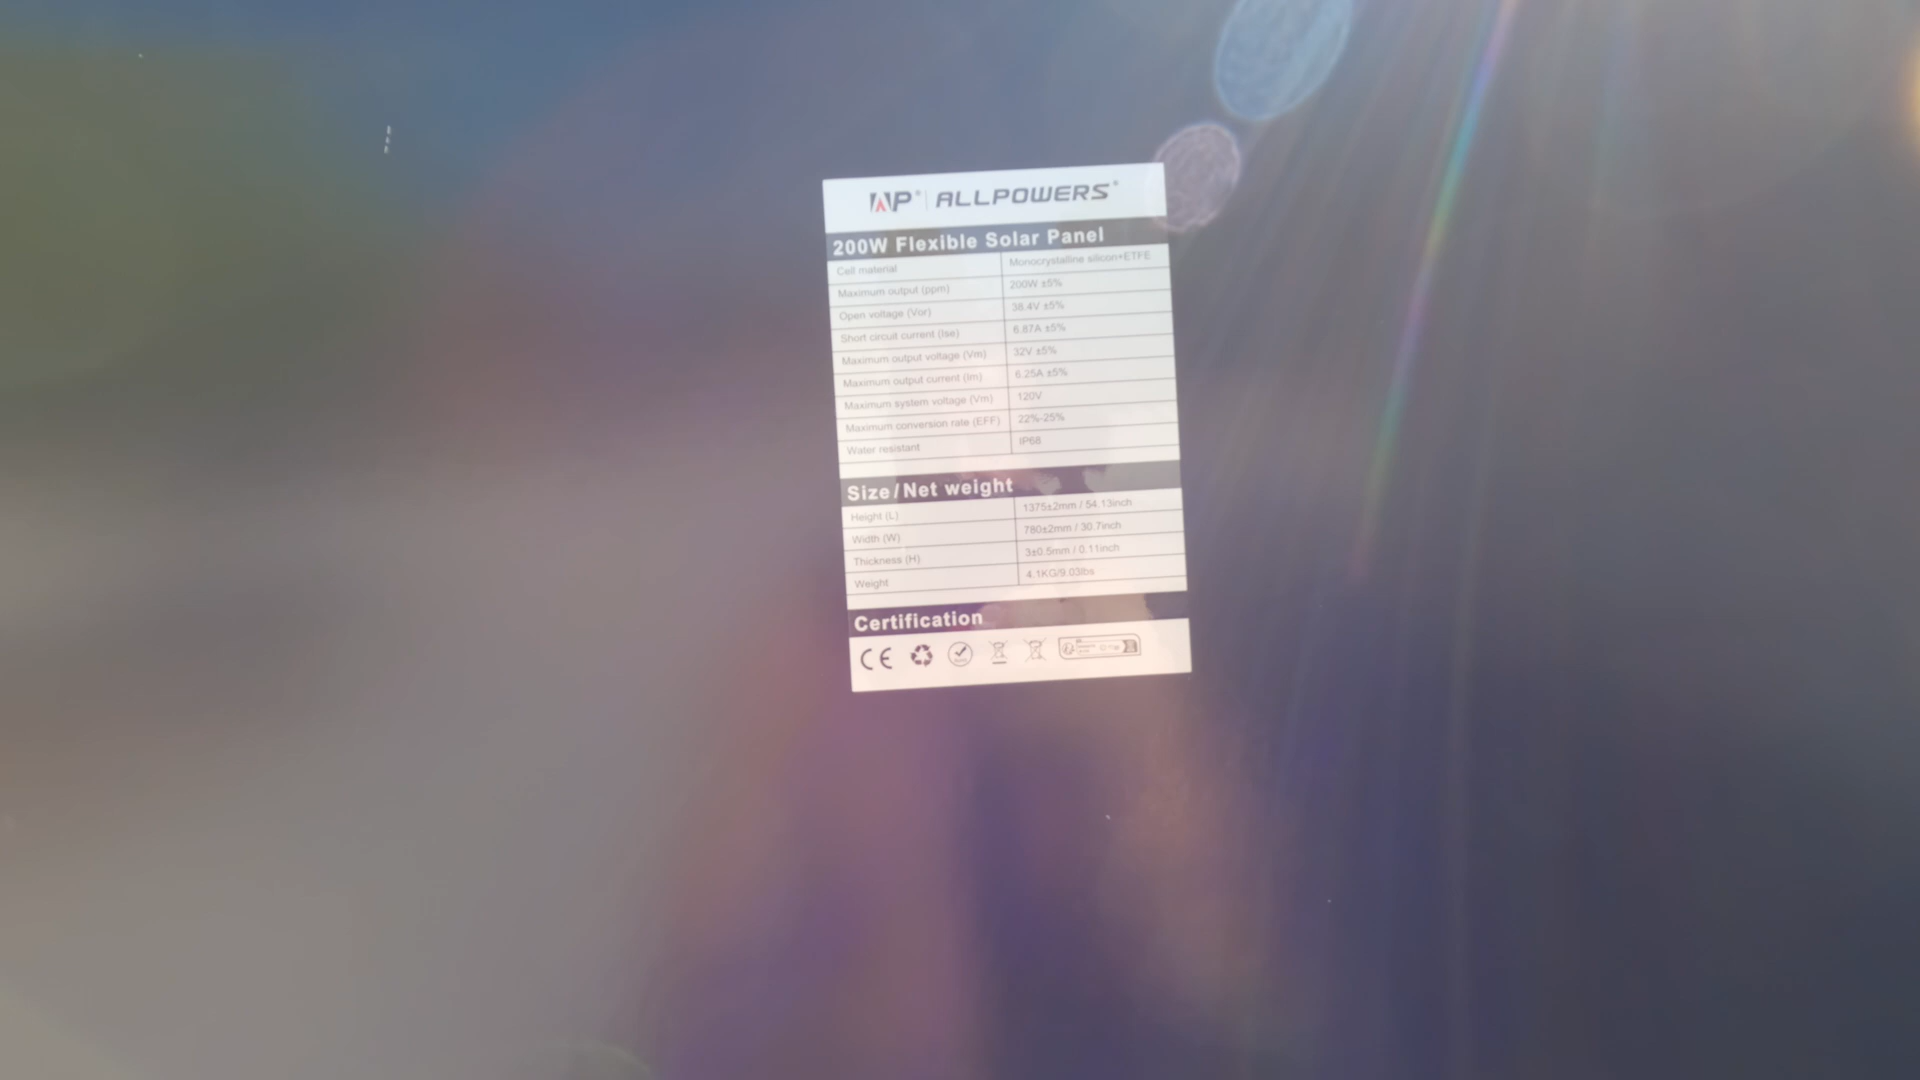 AP® | ALLPOWERS®
200W Flexible Solar Panel
Cell material Monocrystalline silicon+ETFE
Maximum output (ppm) 200W ±5%
Open voltage (Vor) 38.4V ±5%
Short circuit current (Ise) 6.87A ±5%
Maximum output voltage (Vm) 32V ±5%
Maximum output current (Im) 6.25A ±5%
Maximum system voltage (Vm) 120V
Maximum conversion rate (EFF) 22%-25%
Water resistant IP68
Size/Net weight
Height (L) 1375±2mm / 54.13inch
Width (W) 780±2mm / 30.7inch
Thickness (H) 3±0.5mm / 0.11inch
Weight 4.1KG/9.03lbs
Certification
CE